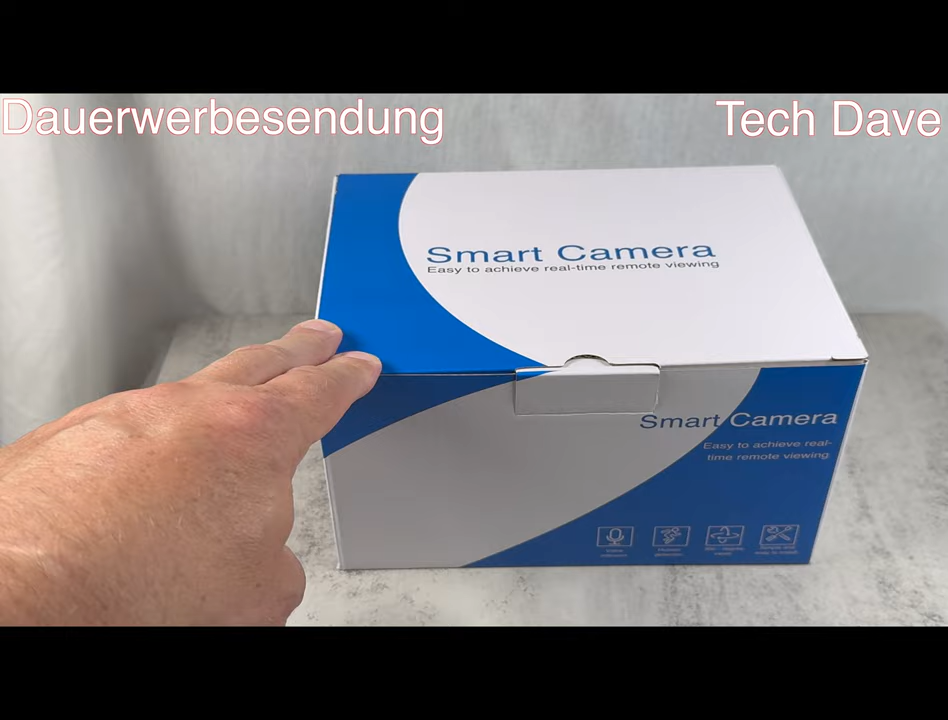 Dauerwerbesendung
Tech Dave
Smart Camera
Easy to achieve real-time remote viewing
Smart Camera
Easy to achieve real-
time remote viewing